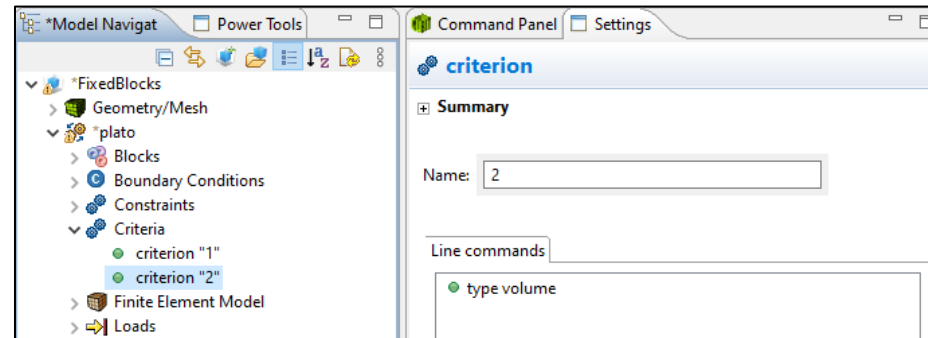 *Model Navigat
Power Tools
*FixedBlocks
Geometry/Mesh
*plato
Blocks
Boundary Conditions
Constraints
Criteria
criterion "1"
criterion "2"
Finite Element Model
Loads
Command Panel
Settings
criterion
Summary
Name: 2
Line commands
type volume